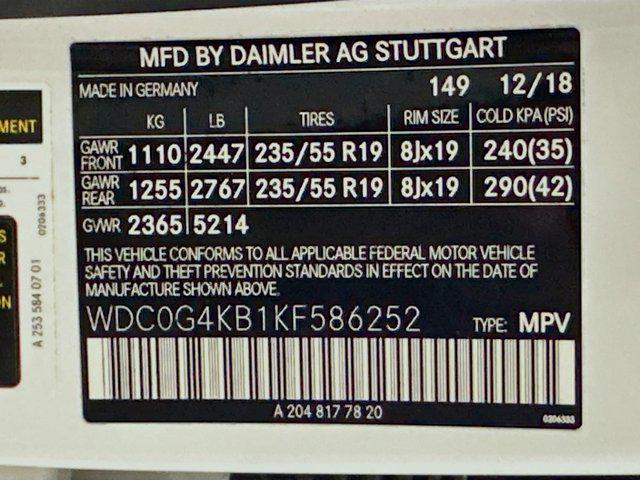 MFD BY DAIMLER AG STUTTGART
MADE IN GERMANY 149 12/18
KG LB TIRES RIM SIZE COLD KPA(PSI)
GAWR FRONT 1110 2447 235/55 R19 8Jx19 240(35)
GAWR REAR 1255 2767 235/55 R19 8Jx19 290(42)
GVWR 2365 5214
THIS VEHICLE CONFORMS TO ALL APPLICABLE FEDERAL MOTOR VEHICLE
SAFETY AND THEFT PREVENTION STANDARDS IN EFFECT ON THE DATE OF
MANUFACTURE SHOWN ABOVE.
WDC0G4KB1KF586252 TYPE: MPV
A 204 817 78 20
0206333
MENT
3
A 253 584 07 01 0206333